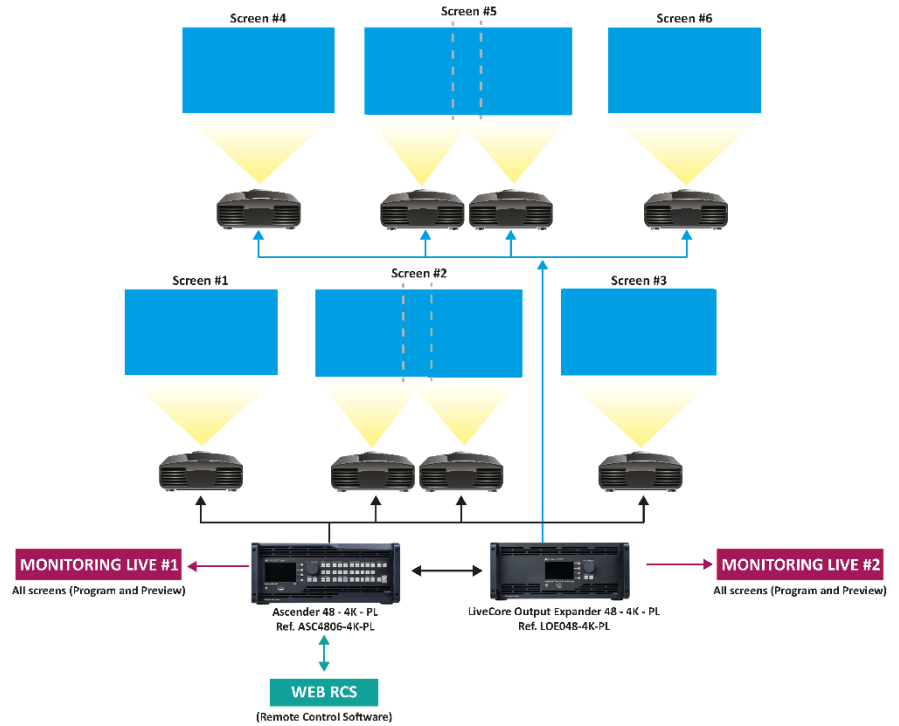 Screen #4
Screen #5
Screen #6
Screen #1
Screen #2
Screen #3
MONITORING LIVE #1
All screens (Program and Preview)
MONITORING LIVE #2
All screens (Program and Preview)
Ascender 48 - 4K - PL
Ref. ASC4806-4K-PL
LiveCore Output Expander 48 - 4K - PL
Ref. LOE048-4K-PL
WEB RCS
(Remote Control Software)